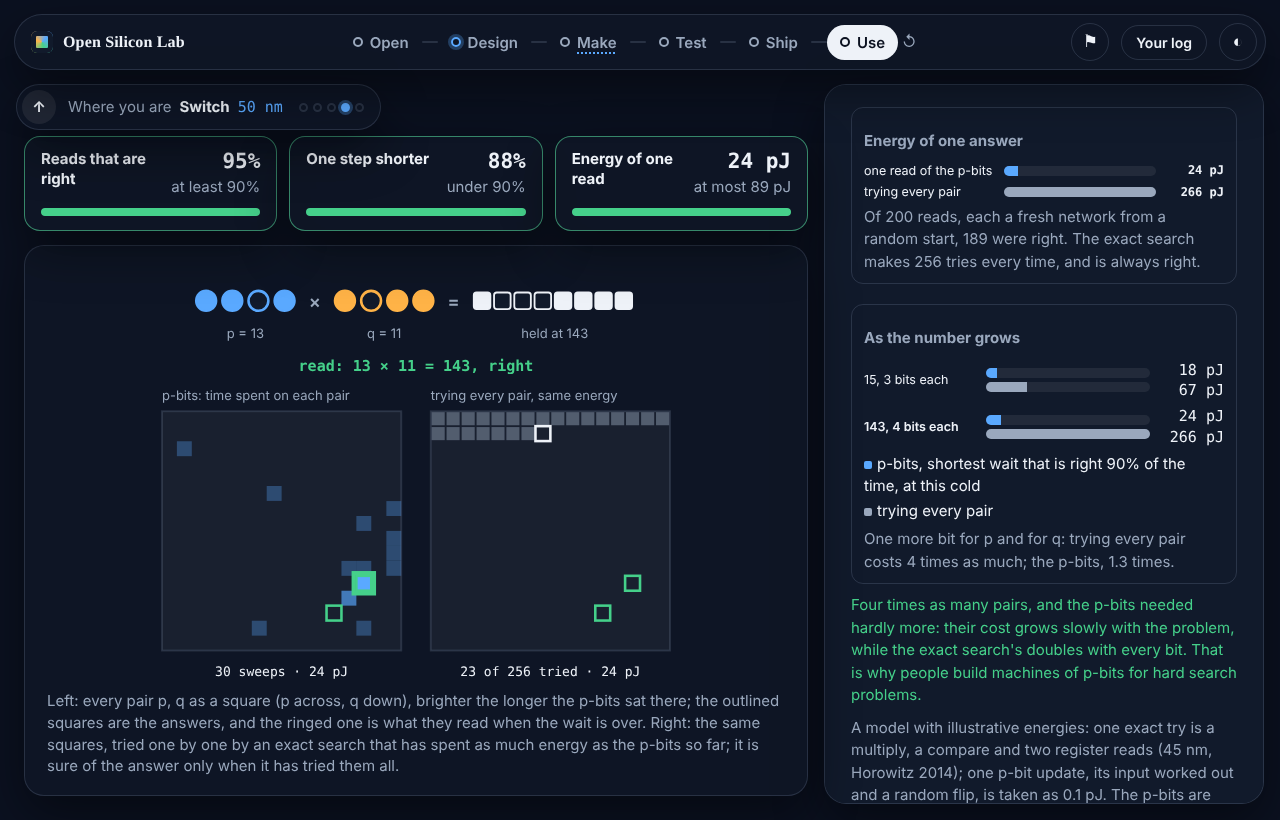 Open Silicon Lab
Open
Design
Make
Test
Ship
Use
Your log
Where you are Switch 50 nm
Reads that are right
95%
at least 90%
One step shorter
88%
under 90%
Energy of one read
24 pJ
at most 89 pJ
× =
p = 13
q = 11
held at 143
read: 13 × 11 = 143, right
p-bits: time spent on each pair
trying every pair, same energy
30 sweeps · 24 pJ
23 of 256 tried · 24 pJ
Left: every pair p, q as a square (p across, q down), brighter the longer the p-bits sat there; the outlined
squares are the answers, and the ringed one is what they read when the wait is over. Right: the same
squares, tried one by one by an exact search that has spent as much energy as the p-bits so far; it is
sure of the answer only when it has tried them all.
Energy of one answer
one read of the p-bits 24 pJ
trying every pair 266 pJ
Of 200 reads, each a fresh network from a
random start, 189 were right. The exact search
makes 256 tries every time, and is always right.
As the number grows
15, 3 bits each
18 pJ
67 pJ
143, 4 bits each
24 pJ
266 pJ
p-bits, shortest wait that is right 90% of the
time, at this cold
trying every pair
One more bit for p and for q: trying every pair
costs 4 times as much; the p-bits, 1.3 times.
Four times as many pairs, and the p-bits needed
hardly more: their cost grows slowly with the problem,
while the exact search's doubles with every bit. That
is why people build machines of p-bits for hard search
problems.
A model with illustrative energies: one exact try is a
multiply, a compare and two register reads (45 nm,
Horowitz 2014); one p-bit update, its input worked out
and a random flip, is taken as 0.1 pJ. The p-bits are